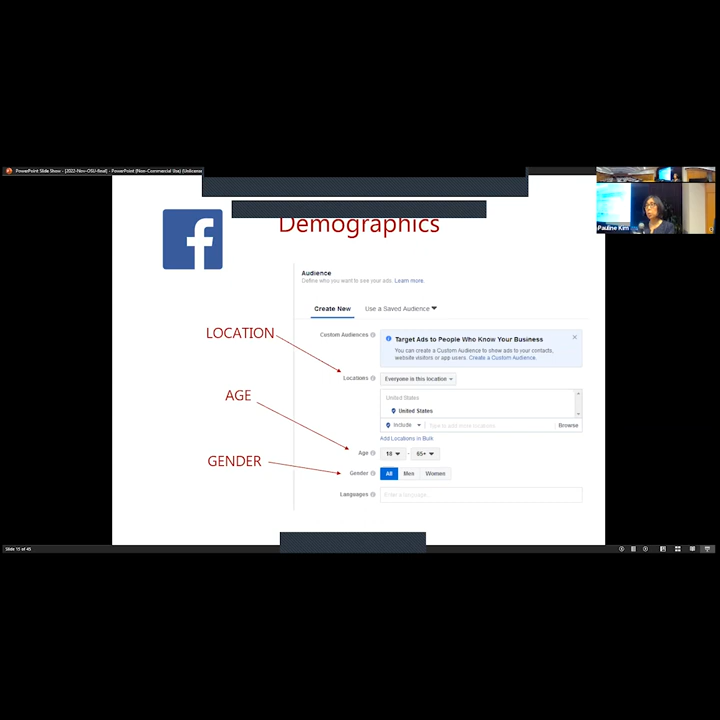 PowerPoint Slide Show - [2022-Nov-OSU-final] - PowerPoint (Non-Commercial Use) (Unlicense
Pauline Kim
Demographics
f
Audience
Define who you want to see your ads. Learn more.
Create New
Use a Saved Audience
Custom Audiences
Target Ads to People Who Know Your Business
You can create a Custom Audience to show ads to your contacts,
website visitors or app users. Create a Custom Audience.
LOCATION
Locations
Everyone in this location
United States
United States
Include
Type to add more locations
Browse
Add Locations in Bulk
AGE
Age
18 - 65+
GENDER
Gender
All
Men
Women
Languages
Enter a language...
Slide 15 of 45